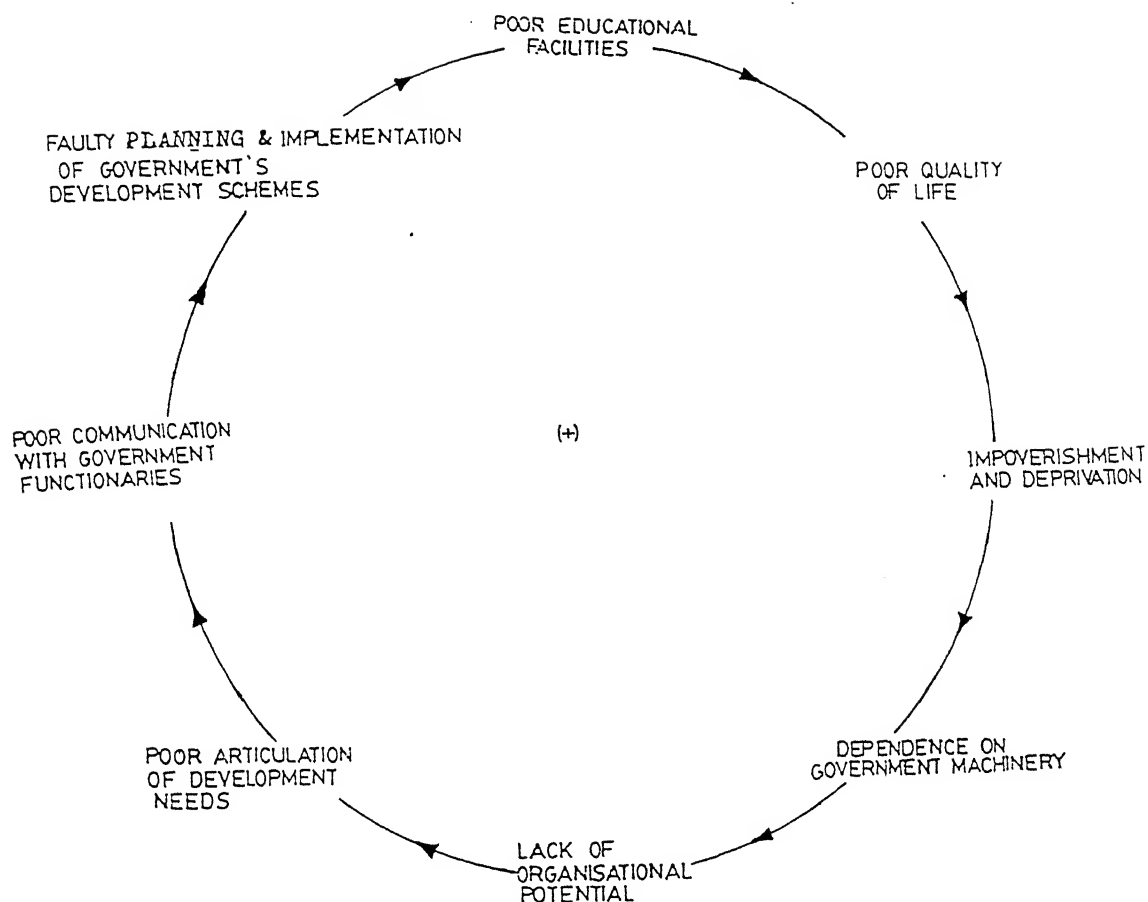 POOR EDUCATIONAL
FACILITIES
FAULTY PLANNING & IMPLEMENTATION
OF GOVERNMENT'S
DEVELOPMENT SCHEMES
POOR QUALITY
OF LIFE
POOR COMMUNICATION
WITH GOVERNMENT
FUNCTIONARIES
(+)
IMPOVERISHMENT
AND DEPRIVATION
POOR ARTICULATION
OF DEVELOPMENT
NEEDS
DEPENDENCE ON
GOVERNMENT MACHINERY
LACK OF
ORGANISATIONAL
POTENTIAL